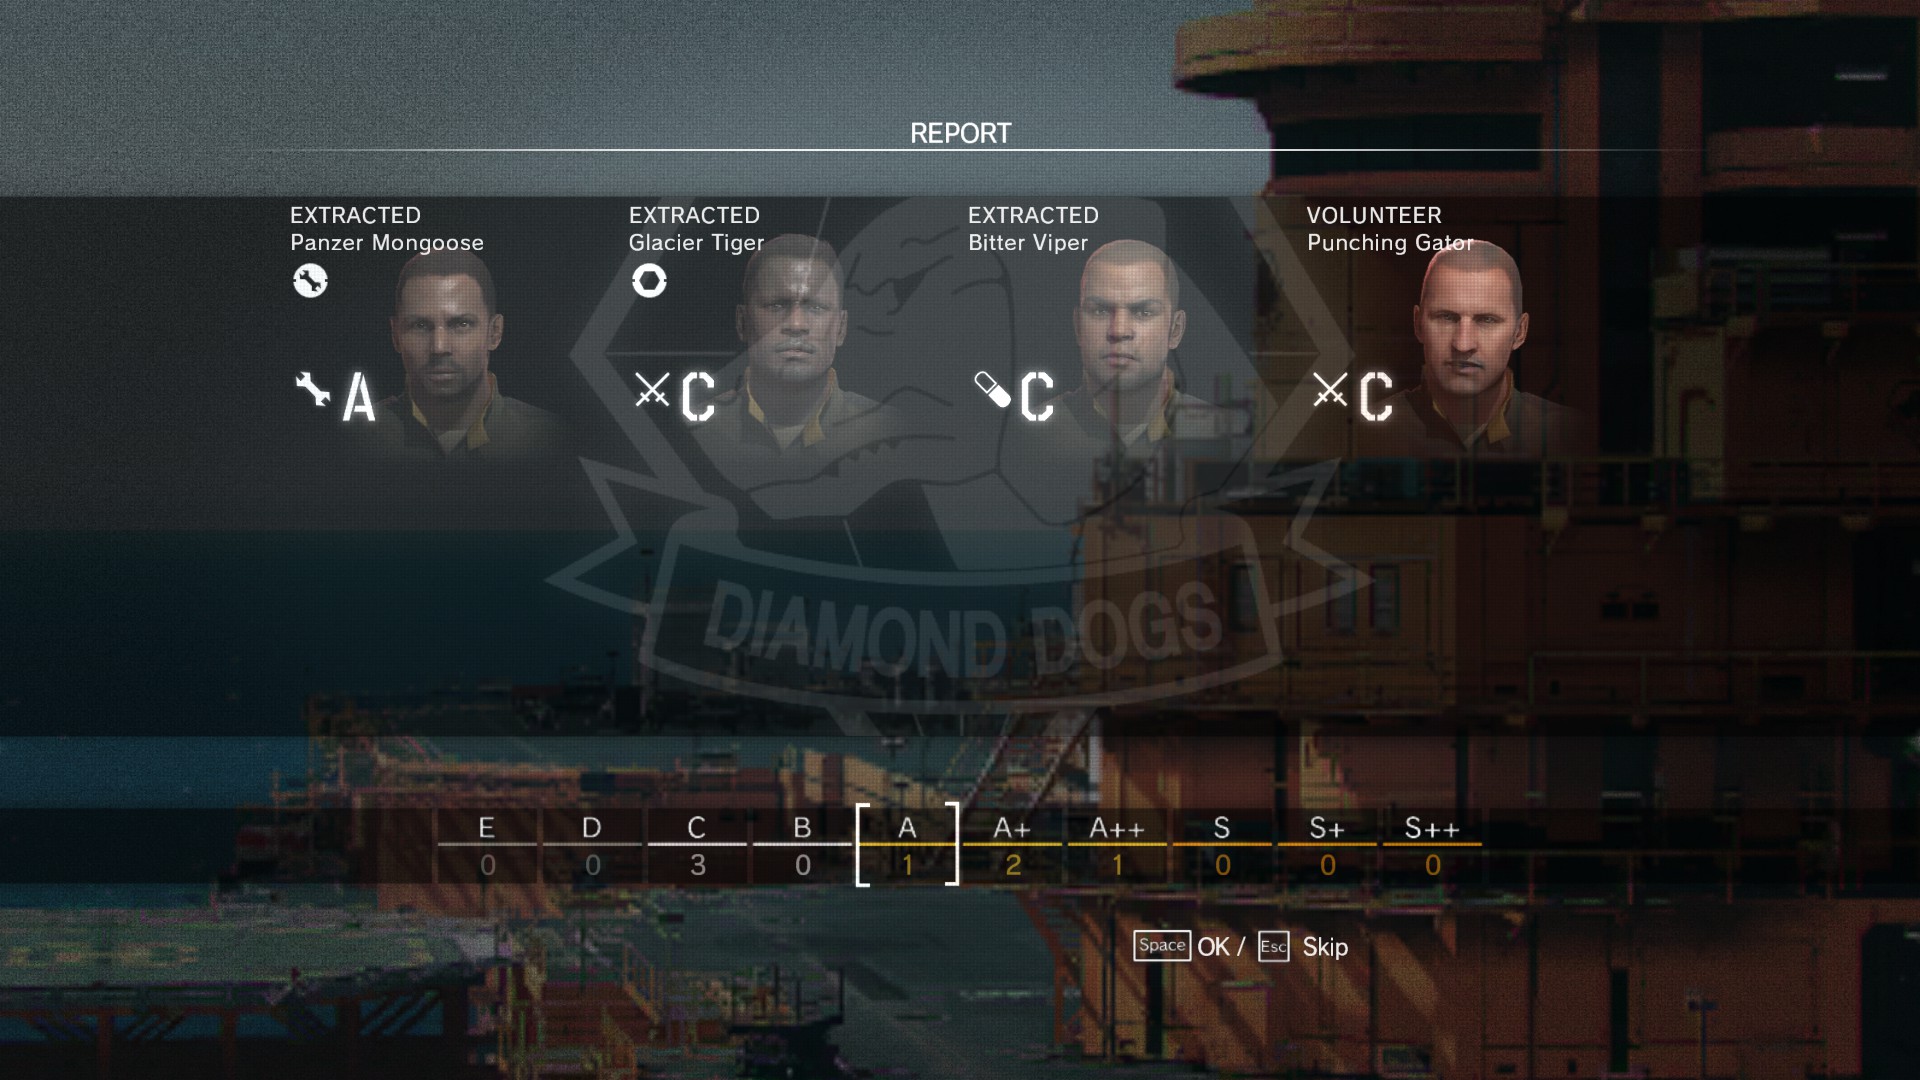 REPORT
EXTRACTED
Panzer Mongoose
A
EXTRACTED
Glacier Tiger
C
EXTRACTED
Bitter Viper
C
VOLUNTEER
Punching Gator
C
DIAMOND DOGS
E D C B A A+ A++ S S+ S++
0 0 3 0 1 2 1 0 0 0
Space OK / Esc Skip